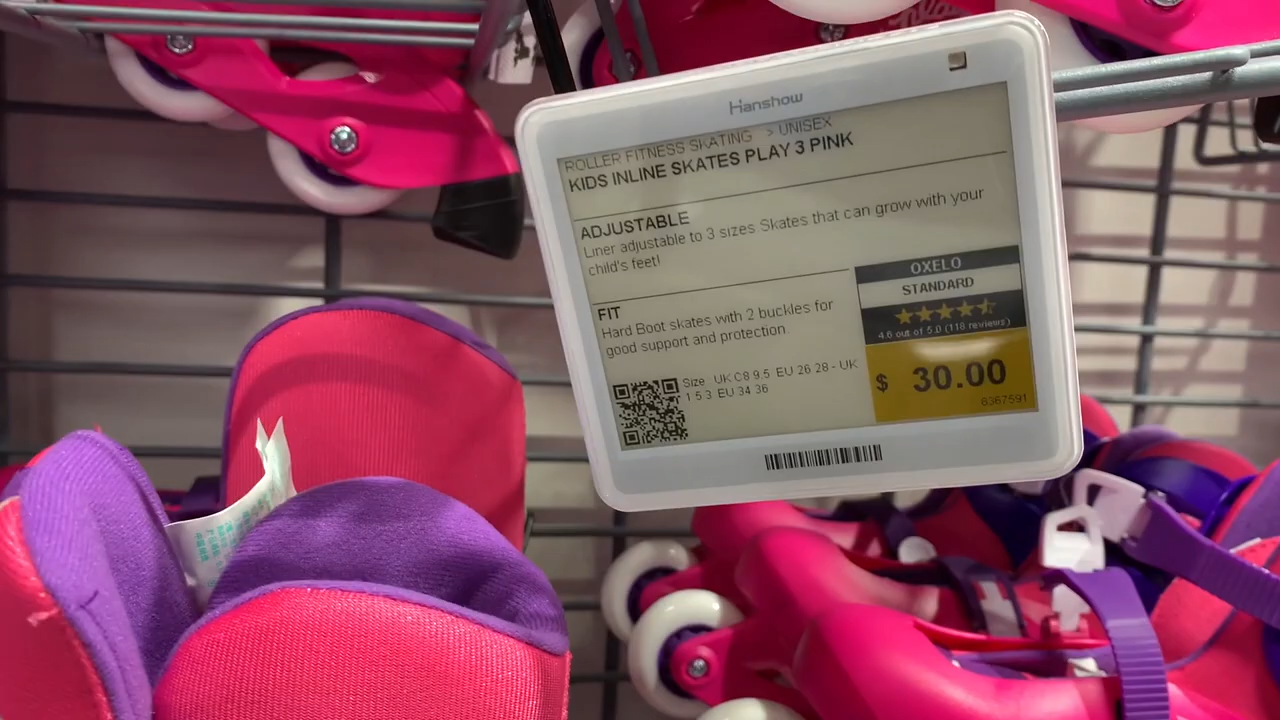 Hanshow
ROLLER FITNESS SKATING > UNISEX
KIDS INLINE SKATES PLAY 3 PINK
ADJUSTABLE
Liner adjustable to 3 sizes Skates that can grow with your
child's feet!
FIT
Hard Boot skates with 2 buckles for
good support and protection.
Size UK C8 9.5 EU 26 28 - UK
1 5 3 EU 34 36
OXELO
STANDARD
4.6 out of 5.0 (118 reviews)
$ 30.00
6367591